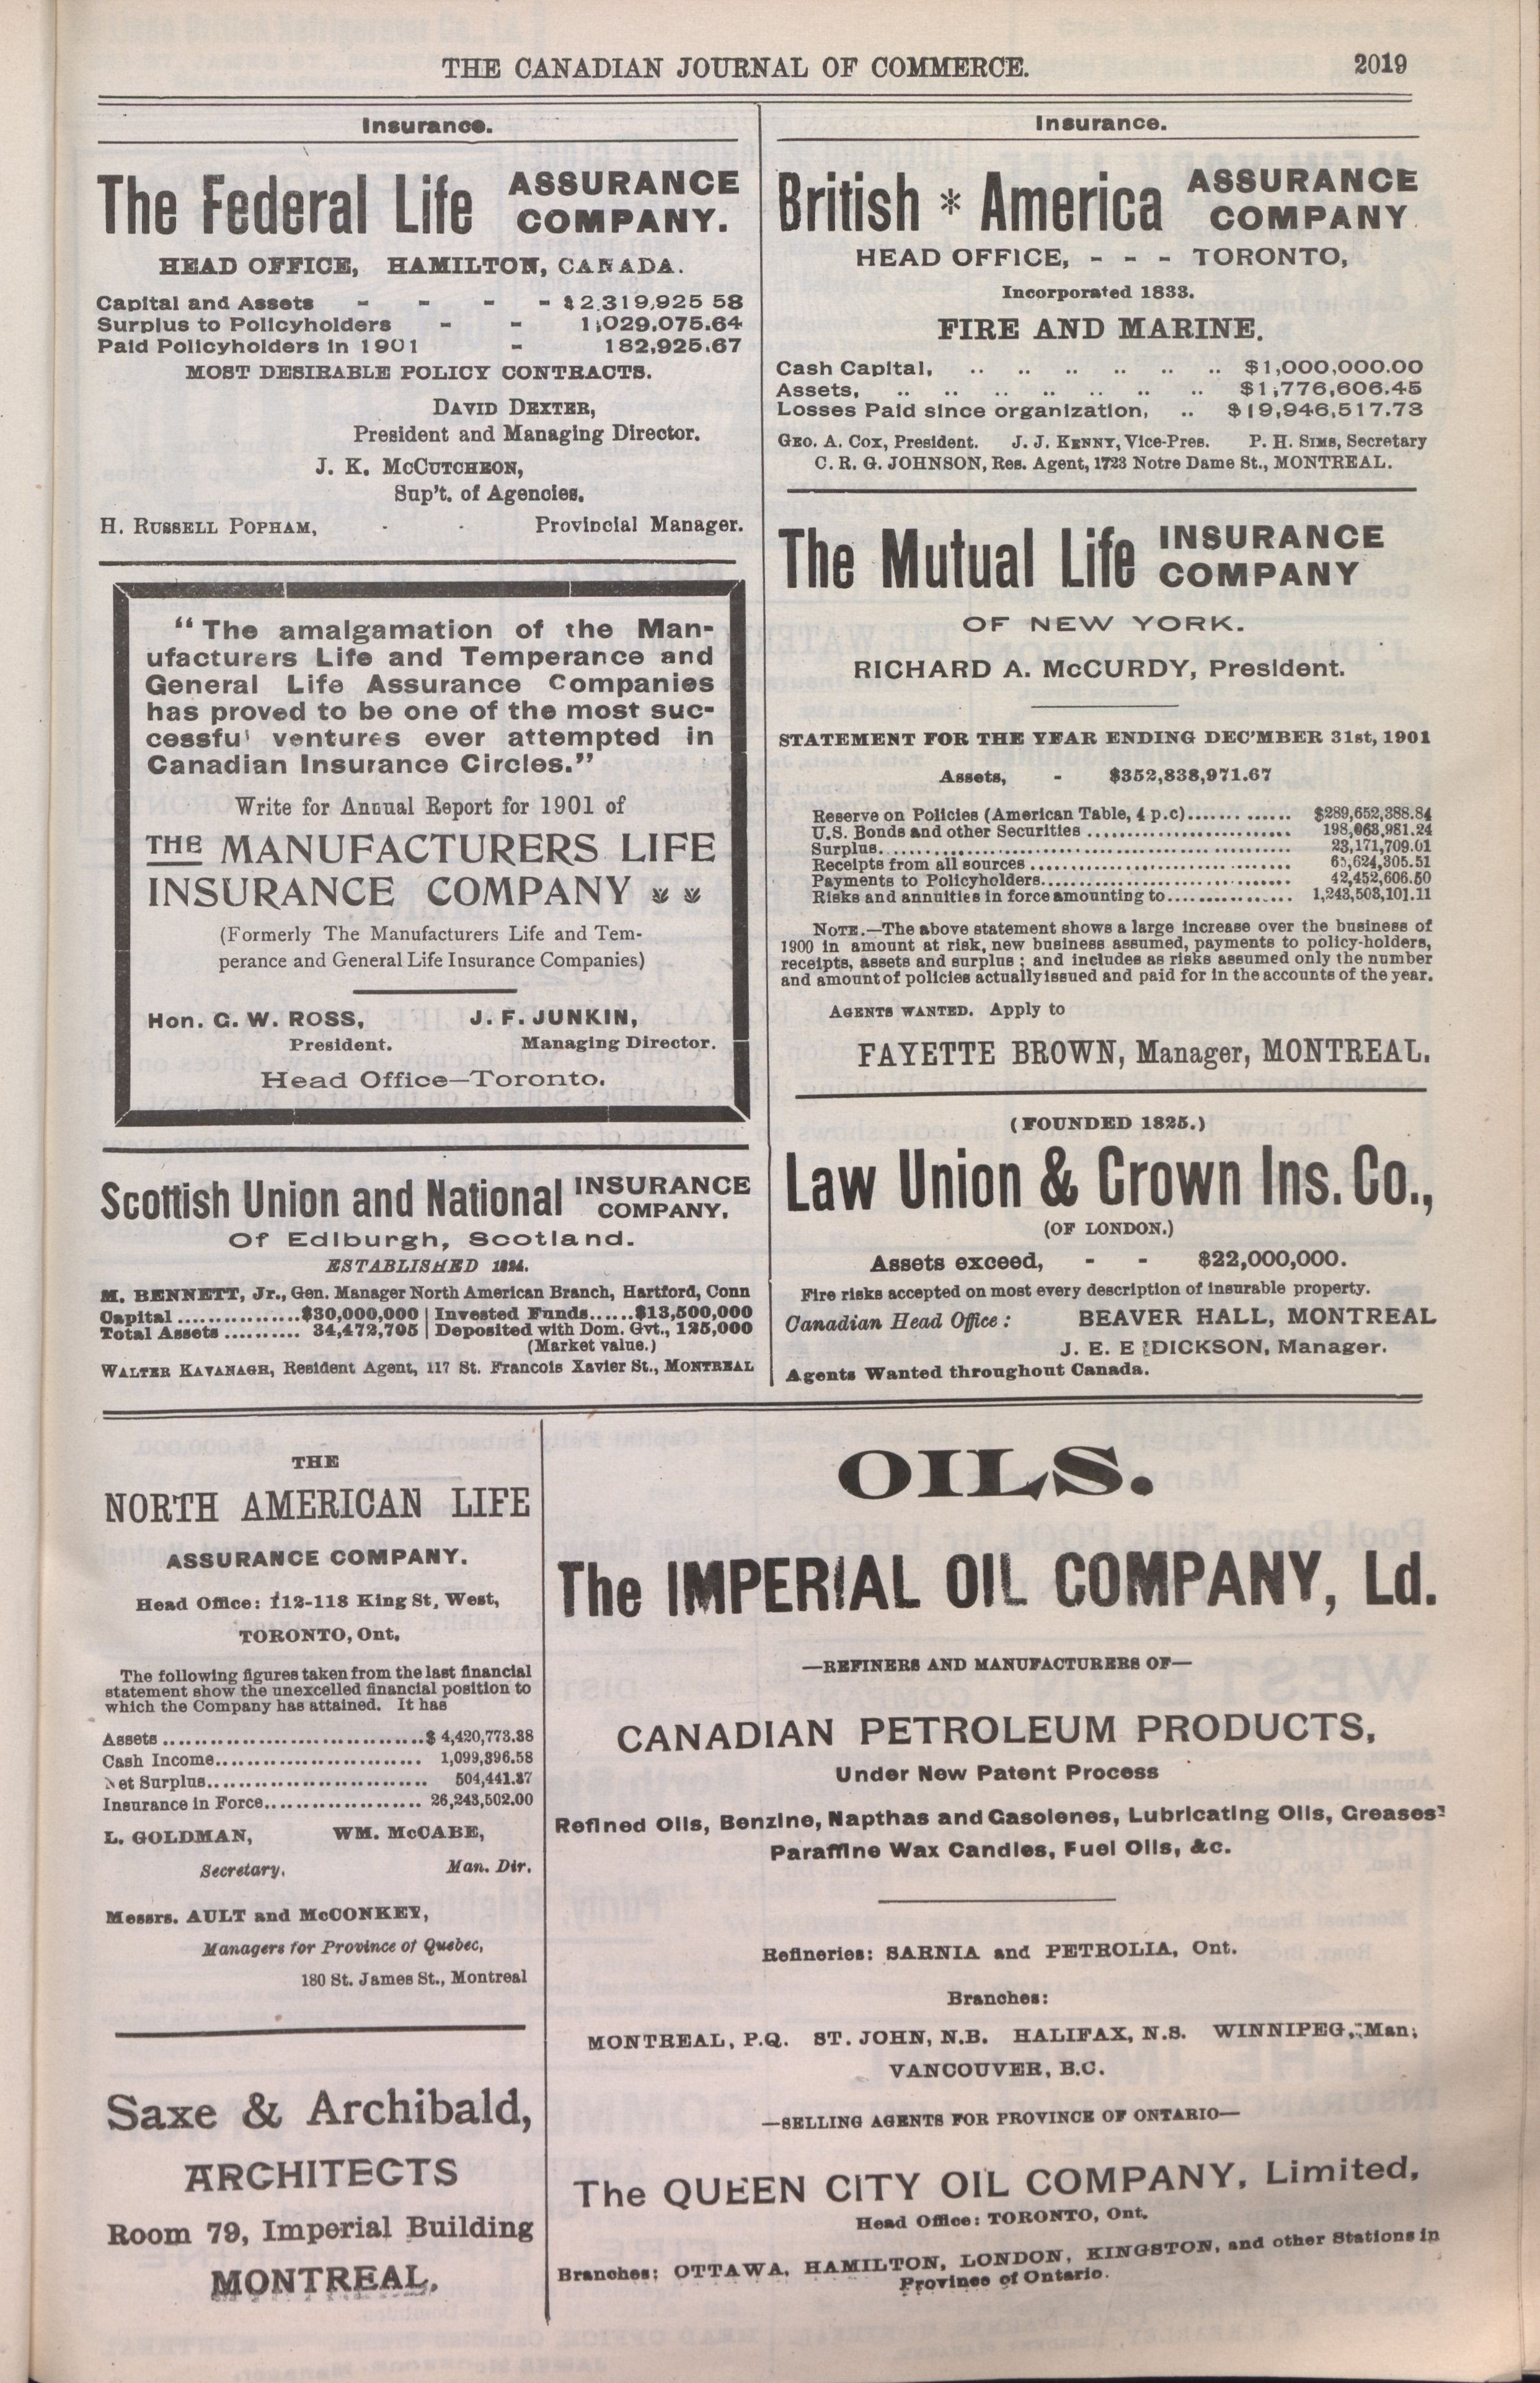 THE CANADIAN JOURNAL OF COMMERCE.
2019
Insurance.
The Federal Life ASSURANCE COMPANY.
HEAD OFFICE, HAMILTON, CANADA.
Capital and Assets - - - - $2,319,925 58
Surplus to Policyholders - - 1,029,075.64
Paid Policyholders in 1901 - 182,925.67
MOST DESIRABLE POLICY CONTRACTS.
DAVID DEXTER,
President and Managing Director.
J. K. MCCUTCHEON,
Sup't. of Agencies.
H. RUSSELL POPHAM, - - Provincial Manager.
"The amalgamation of the Man-
ufacturers Life and Temperance and
General Life Assurance Companies
has proved to be one of the most suc-
cessful ventures ever attempted in
Canadian Insurance Circles."
Write for Annual Report for 1901 of
THE MANUFACTURERS LIFE
INSURANCE COMPANY
(Formerly The Manufacturers Life and Tem-
perance and General Life Insurance Companies)
Hon. G. W. ROSS, J. F. JUNKIN,
President. Managing Director.
Head Office—Toronto.
Scottish Union and National INSURANCE COMPANY.
Of Edlburgh, Scotland.
ESTABLISHED 1824.
M. BENNETT, Jr., Gen. Manager North American Branch, Hartford, Conn
Capital ................$30,000,000 | Invested Funds......$13,500,000
Total Assets .......... 34,472,705 | Deposited with Dom. Gvt., 125,000
(Market value.)
WALTER KAVANAGH, Resident Agent, 117 St. Francois Xavier St., MONTREAL
Insurance.
British * America ASSURANCE COMPANY.
HEAD OFFICE, - - - TORONTO,
Incorporated 1833.
FIRE AND MARINE.
Cash Capital, .. .. .. .. .. .. $1,000,000.00
Assets, .. .. .. .. .. .. .. $1,776,606.45
Losses Paid since organization, .. $19,946,517.73
GEO. A. COX, President. J. J. KENNY, Vice-Pres. P. H. SIMS, Secretary
C. R. G. JOHNSON, Res. Agent, 1723 Notre Dame St., MONTREAL.
The Mutual Life INSURANCE COMPANY
OF NEW YORK.
RICHARD A. McCURDY, President.
STATEMENT FOR THE YEAR ENDING DEC'MBER 31st, 1901
Assets, - $352,838,971.67
Reserve on Policies (American Table, 4 p.c)....... ...... $289,652,388.84
U.S. Bonds and other Securities .......................... 198,063,981.24
Surplus.................................................. 23,171,709.01
Receipts from all sources ................................
Payments to Policyholders................................ 42,452,606.50
Risks and annuities in force amounting to................ 1,243,503,101.11
NOTE.—The above statement shows a large increase over the business of
1900 in amount at risk, new business assumed, payments to policy-holders,
receipts, assets and surplus; and includes as risks assumed only the number
and amount of policies actually issued and paid for in the accounts of the year.
AGENTS WANTED. Apply to
FAYETTE BROWN, Manager, MONTREAL.
(FOUNDED 1825.)
Law Union & Crown Ins. Co.,
(OF LONDON.)
Assets exceed, - - $22,000,000.
Fire risks accepted on most every description of insurable property.
Canadian Head Office: BEAVER HALL, MONTREAL
J. E. E DICKSON, Manager.
Agents Wanted throughout Canada.
THE
NORTH AMERICAN LIFE
ASSURANCE COMPANY.
Head Office: 112-118 King St, West,
TORONTO, Ont.
The following figures taken from the last financial
statement show the unexcelled financial position to
which the Company has attained. It has
Assets .................................$ 4,420,773.38
Cash Income.......................... 1,099,396.58
Net Surplus............................ 504,441.37
Insurance in Force.................... 26,243,502.00
L. GOLDMAN, WM. McCABE,
Secretary. Man. Dir.
Messrs. AULT and McCONKEY,
Managers for Province of Quebec,
180 St. James St., Montreal
Saxe & Archibald,
ARCHITECTS
Room 79, Imperial Building
MONTREAL.
OILS.
The IMPERIAL OIL COMPANY, Ld.
—REFINERS AND MANUFACTURERS OF—
CANADIAN PETROLEUM PRODUCTS,
Under New Patent Process
Refined Oils, Benzine, Napthas and Gasolenes, Lubricating Oils, Greases
Paraffine Wax Candles, Fuel Oils, &c.
Refineries: SARNIA and PETROLIA, Ont.
Branches:
MONTREAL, P.Q. ST. JOHN, N.B. HALIFAX, N.S. WINNIPEG, Man,
VANCOUVER, B.C.
—SELLING AGENTS FOR PROVINCE OF ONTARIO—
The QUEEN CITY OIL COMPANY, Limited,
Head Office: TORONTO, Ont.
Branches: OTTAWA, HAMILTON, LONDON, KINGSTON, and other Stations in
Province of Ontario.